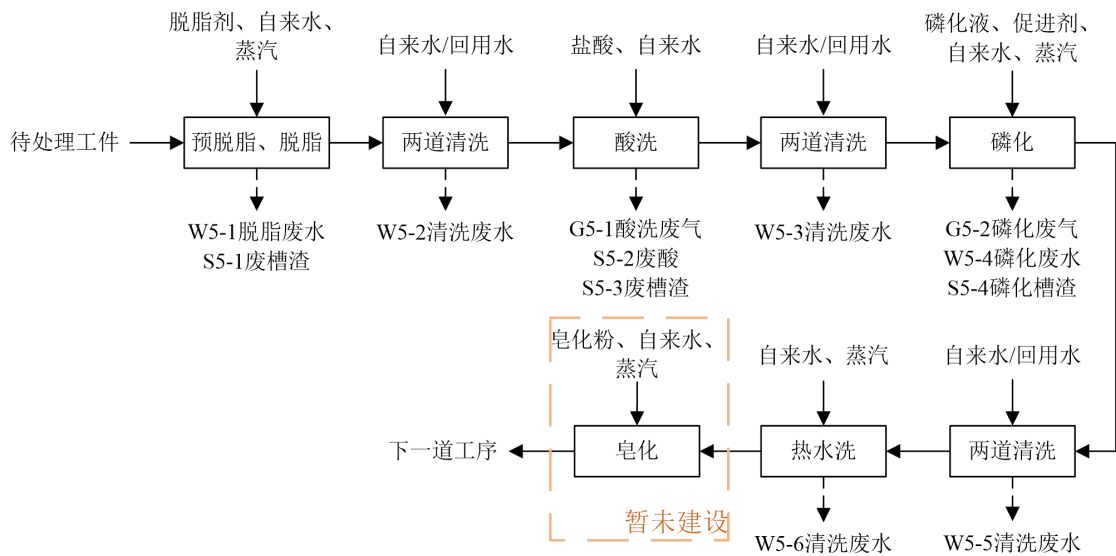 脱脂剂、自来水、
蒸汽
自来水/回用水
盐酸、自来水
自来水/回用水
磷化液、促进剂、
自来水、蒸汽
待处理工件
预脱脂、脱脂
两道清洗
酸洗
两道清洗
磷化
W5-1脱脂废水
S5-1废槽渣
W5-2清洗废水
G5-1酸洗废气
S5-2废酸
S5-3废槽渣
W5-3清洗废水
G5-2磷化废气
W5-4磷化废水
S5-4磷化槽渣
皂化粉、自来水、
蒸汽
自来水、蒸汽
自来水/回用水
下一道工序
皂化
热水洗
两道清洗
暂未建设
W5-6清洗废水
W5-5清洗废水